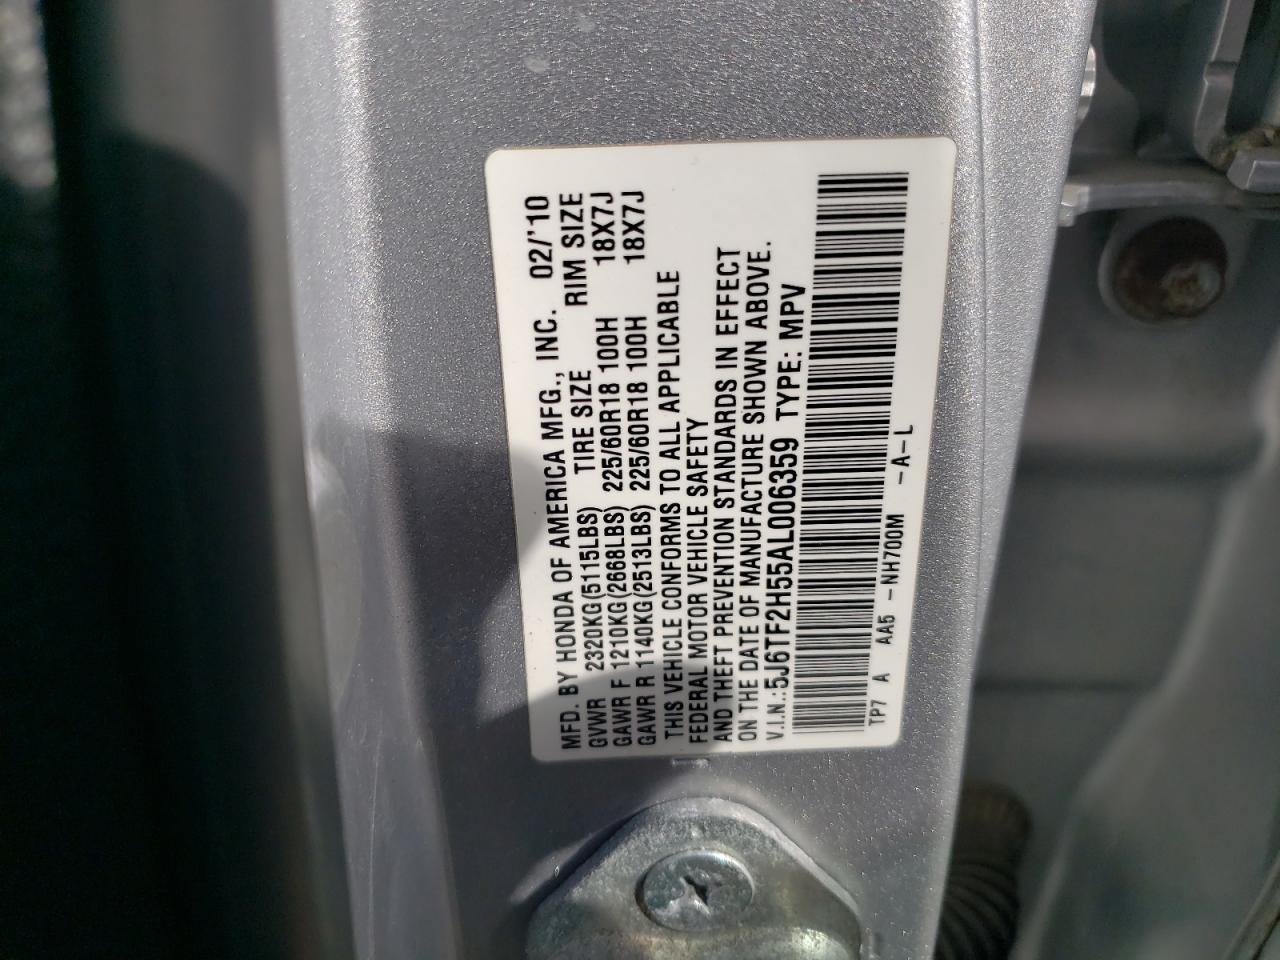 MFD. BY HONDA OF AMERICA MFG., INC. 02/'10
GVWR 2320KG(5115LBS) TIRE SIZE RIM SIZE
GAWR F 1210KG(2668LBS) 225/60R18 100H 18X7J
GAWR R 1140KG(2513LBS) 225/60R18 100H 18X7J
THIS VEHICLE CONFORMS TO ALL APPLICABLE
FEDERAL MOTOR VEHICLE SAFETY
AND THEFT PREVENTION STANDARDS IN EFFECT
ON THE DATE OF MANUFACTURE SHOWN ABOVE.
V.I.N.:5J6TF2H55AL006359 TYPE: MPV
TP7 A AA5 -NH700M -A-L